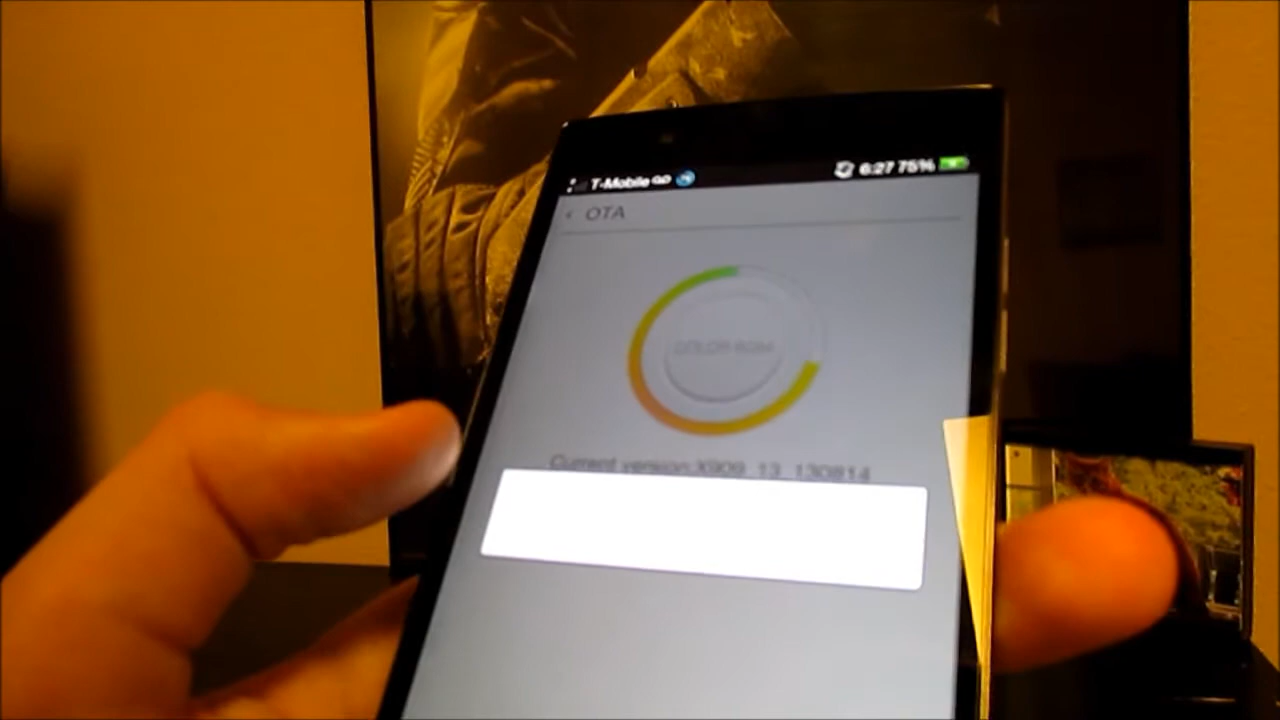 T-Mobile 6:27 75%
‹ OTA
COLOR ROM
Current version:X909_13_130814